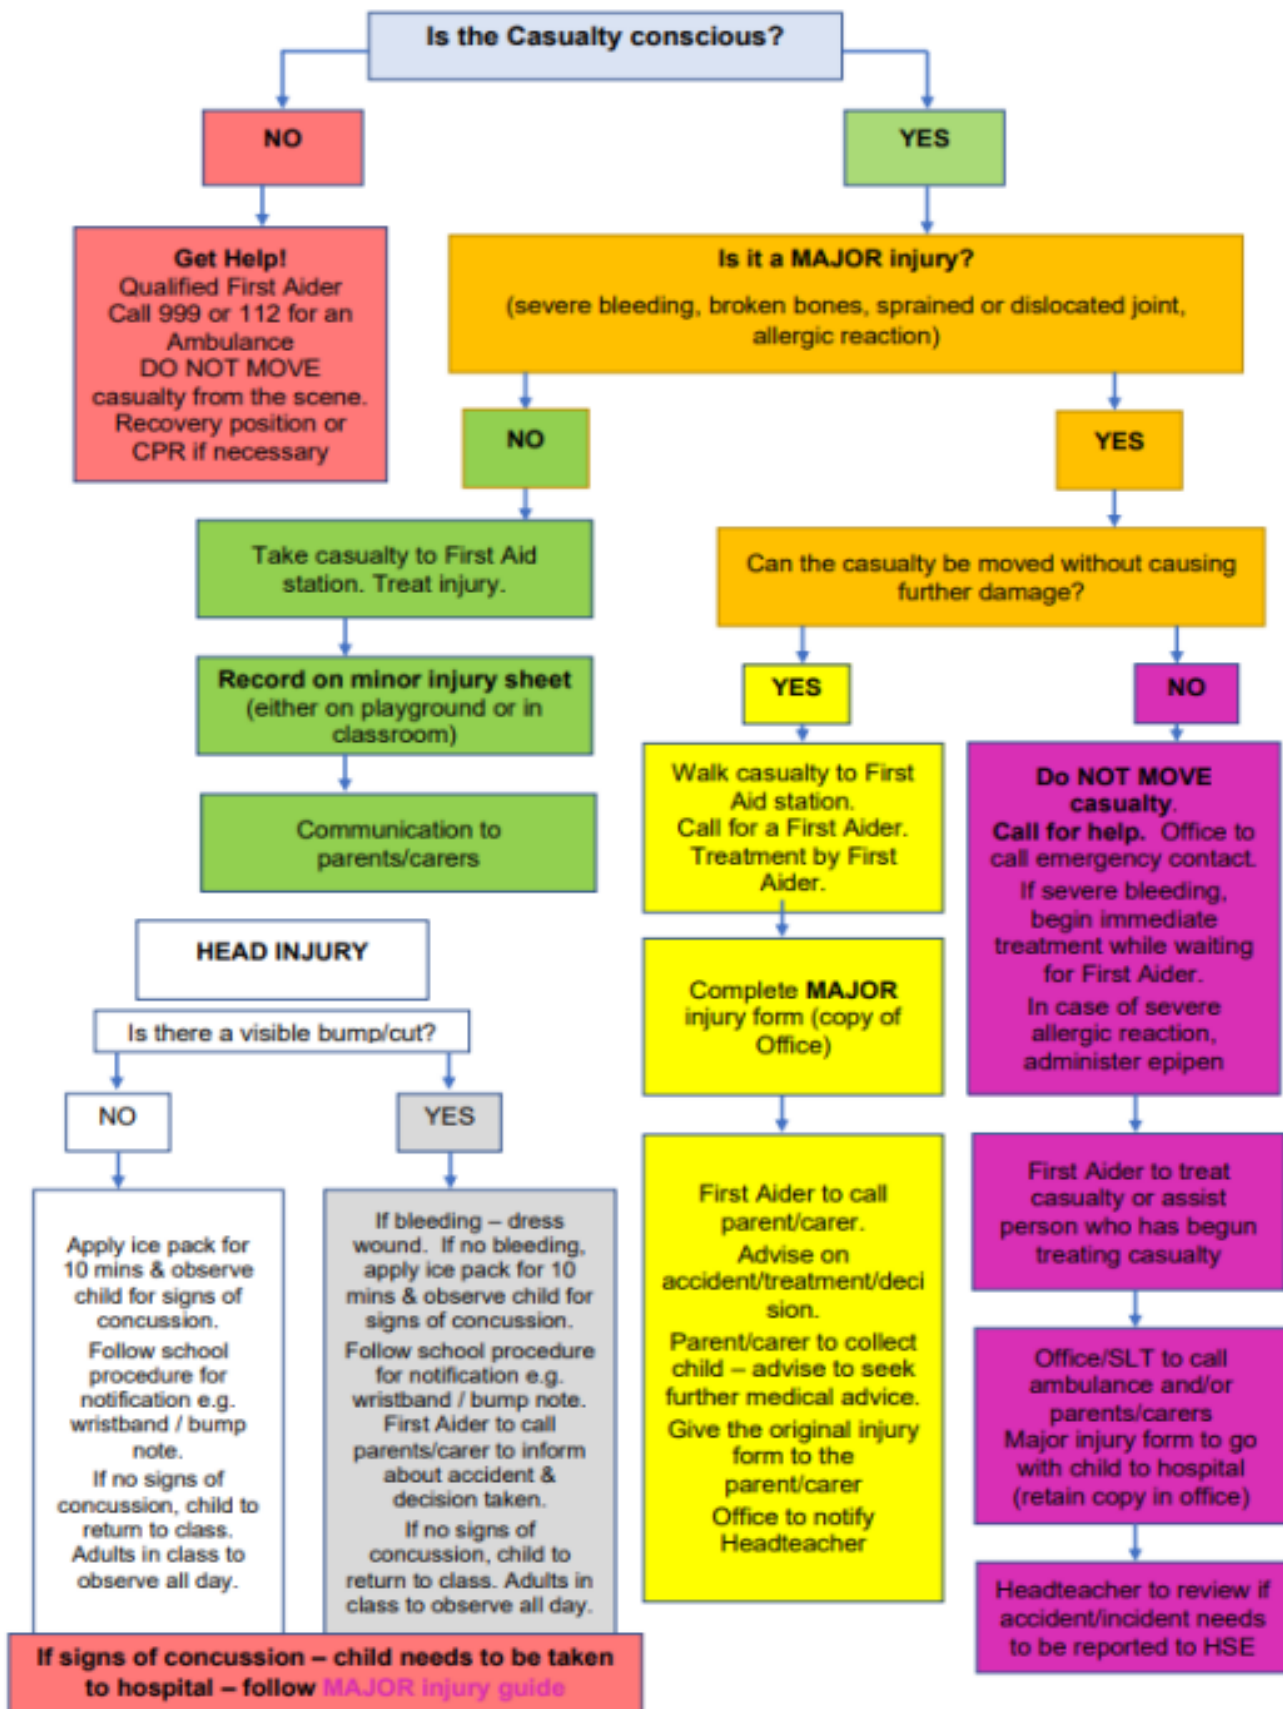 Is the Casualty conscious?
NO
YES
Get Help!
Qualified First Aider
Call 999 or 112 for an
Ambulance
DO NOT MOVE
casualty from the scene.
Recovery position or
CPR if necessary
Is it a MAJOR injury?
(severe bleeding, broken bones, sprained or dislocated joint,
allergic reaction)
NO
YES
Take casualty to First Aid
station. Treat injury.
Record on minor injury sheet
(either on playground or in
classroom)
Communication to
parents/carers
Can the casualty be moved without causing
further damage?
YES
NO
Walk casualty to First
Aid station.
Call for a First Aider.
Treatment by First
Aider.
Complete MAJOR
injury form (copy of
Office)
First Aider to call
parent/carer.
Advise on
accident/treatment/deci
sion.
Parent/carer to collect
child – advise to seek
further medical advice.
Give the original injury
form to the
parent/carer
Office to notify
Headteacher
Do NOT MOVE
casualty.
Call for help. Office to
call emergency contact.
If severe bleeding,
begin immediate
treatment while waiting
for First Aider.
In case of severe
allergic reaction,
administer epipen
First Aider to treat
casualty or assist
person who has begun
treating casualty
Office/SLT to call
ambulance and/or
parents/carers
Major injury form to go
with child to hospital
(retain copy in office)
Headteacher to review if
accident/incident needs
to be reported to HSE
HEAD INJURY
Is there a visible bump/cut?
NO
YES
Apply ice pack for
10 mins & observe
child for signs of
concussion.
Follow school
procedure for
notification e.g.
wristband / bump
note.
If no signs of
concussion, child to
return to class.
Adults in class to
observe all day.
If bleeding – dress
wound. If no bleeding,
apply ice pack for 10
mins & observe child for
signs of concussion.
Follow school procedure
for notification e.g.
wristband / bump note.
First Aider to call
parents/carer to inform
about accident &
decision taken.
If no signs of
concussion, child to
return to class. Adults in
class to observe all day.
If signs of concussion – child needs to be taken
to hospital – follow MAJOR injury guide